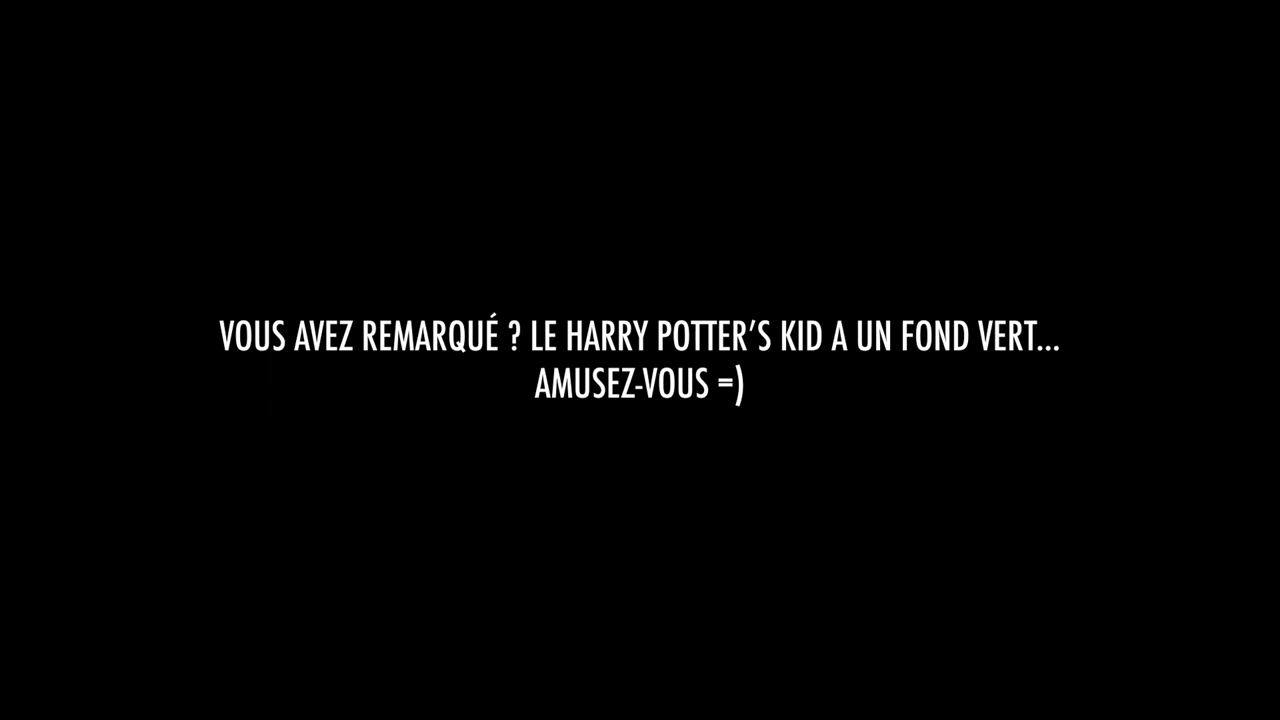 VOUS AVEZ REMARQUÉ ? LE HARRY POTTER’S KID A UN FOND VERT...
AMUSEZ-VOUS =)